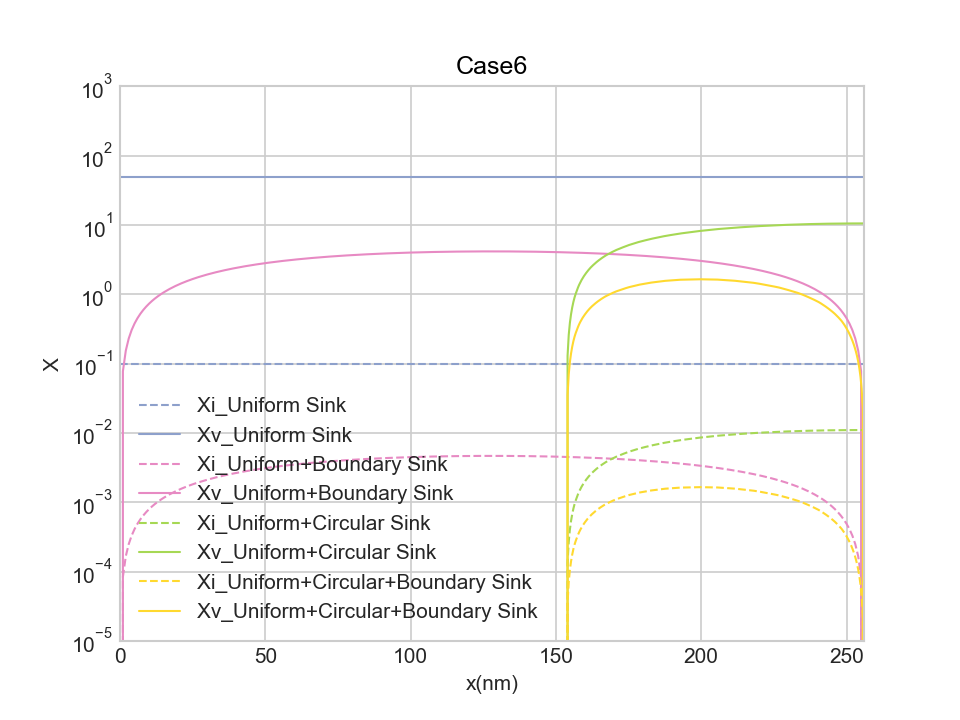 Case6
10^3
10^2
10^1
10^0
10^−1
10^−2
10^−3
10^−4
10^−5
X
Xi_Uniform Sink
Xv_Uniform Sink
Xi_Uniform+Boundary Sink
Xv_Uniform+Boundary Sink
Xi_Uniform+Circular Sink
Xv_Uniform+Circular Sink
Xi_Uniform+Circular+Boundary Sink
Xv_Uniform+Circular+Boundary Sink
0 50 100 150 200 250
x(nm)